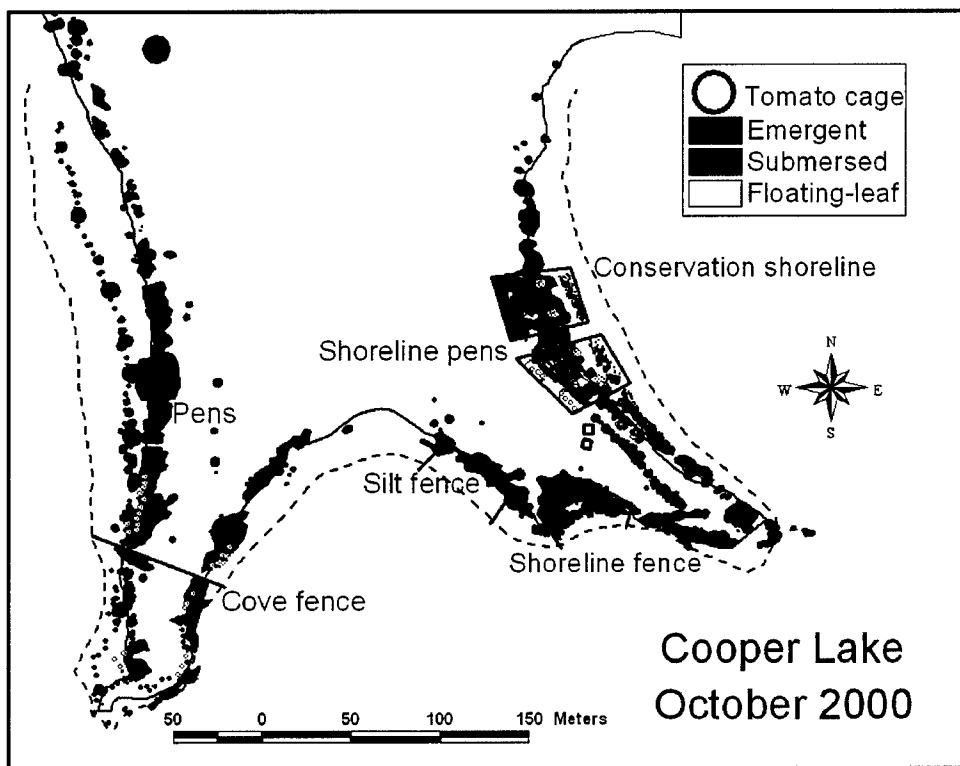 Tomato cage
Emergent
Submersed
Floating-leaf
Conservation shoreline
Shoreline pens
N
W E
S
Pens
Silt fence
Shoreline fence
Cove fence
Cooper Lake
October 2000
50 0 50 100 150 Meters